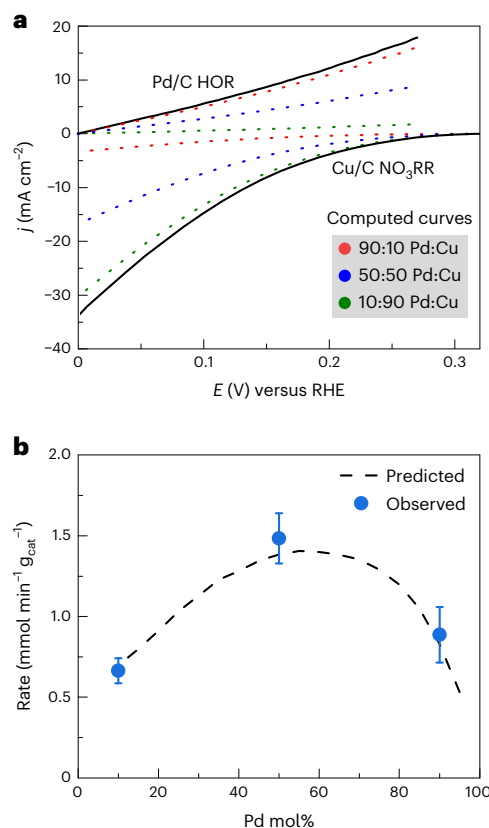 a
20
10
0
−10
−20
−30
−40
j (mA cm−2)
Pd/C HOR
Cu/C NO3RR
Computed curves
90:10 Pd:Cu
50:50 Pd:Cu
10:90 Pd:Cu
0
0.1
0.2
0.3
E (V) versus RHE
b
2.0
1.5
1.0
0.5
0
Rate (mmol min−1 gcat−1)
Predicted
Observed
0
20
40
60
80
100
Pd mol%